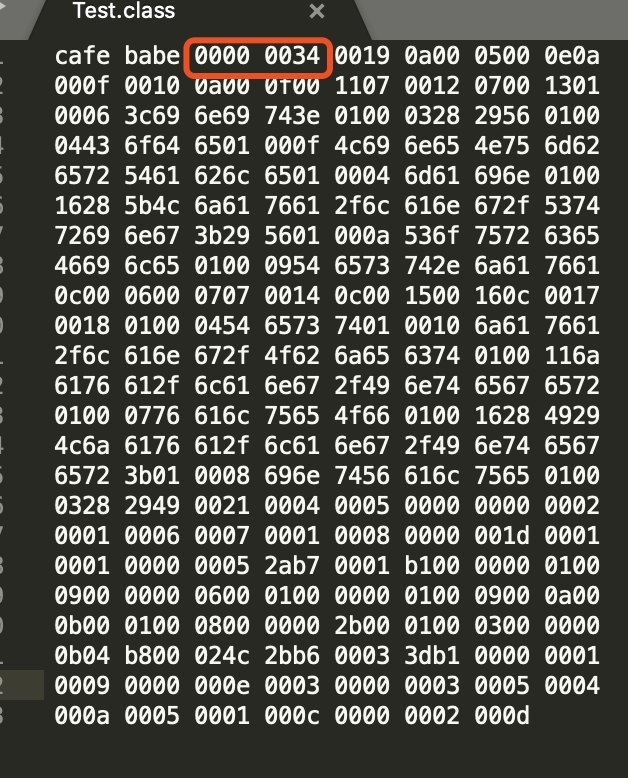 Test.class ×
cafe babe 0000 0034 0019 0a00 0500 0e0a
000f 0010 0a00 0f00 1107 0012 0700 1301
0006 3c69 6e69 743e 0100 0328 2956 0100
0443 6f64 6501 000f 4c69 6e65 4e75 6d62
6572 5461 626c 6501 0004 6d61 696e 0100
1628 5b4c 6a61 7661 2f6c 616e 672f 5374
7269 6e67 3b29 5601 000a 536f 7572 6365
4669 6c65 0100 0954 6573 742e 6a61 7661
0c00 0600 0707 0014 0c00 1500 160c 0017
0018 0100 0454 6573 7401 0010 6a61 7661
2f6c 616e 672f 4f62 6a65 6374 0100 116a
6176 612f 6c61 6e67 2f49 6e74 6567 6572
0100 0776 616c 7565 4f66 0100 1628 4929
4c6a 6176 612f 6c61 6e67 2f49 6e74 6567
6572 3b01 0008 696e 7456 616c 7565 0100
0328 2949 0021 0004 0005 0000 0000 0002
0001 0006 0007 0001 0008 0000 001d 0001
0001 0000 0005 2ab7 0001 b100 0000 0100
0900 0000 0600 0100 0000 0100 0900 0a00
0b00 0100 0800 0000 2b00 0100 0300 0000
0b04 b800 024c 2bb6 0003 3db1 0000 0001
0009 0000 000e 0003 0000 0003 0005 0004
000a 0005 0001 000c 0000 0002 000d